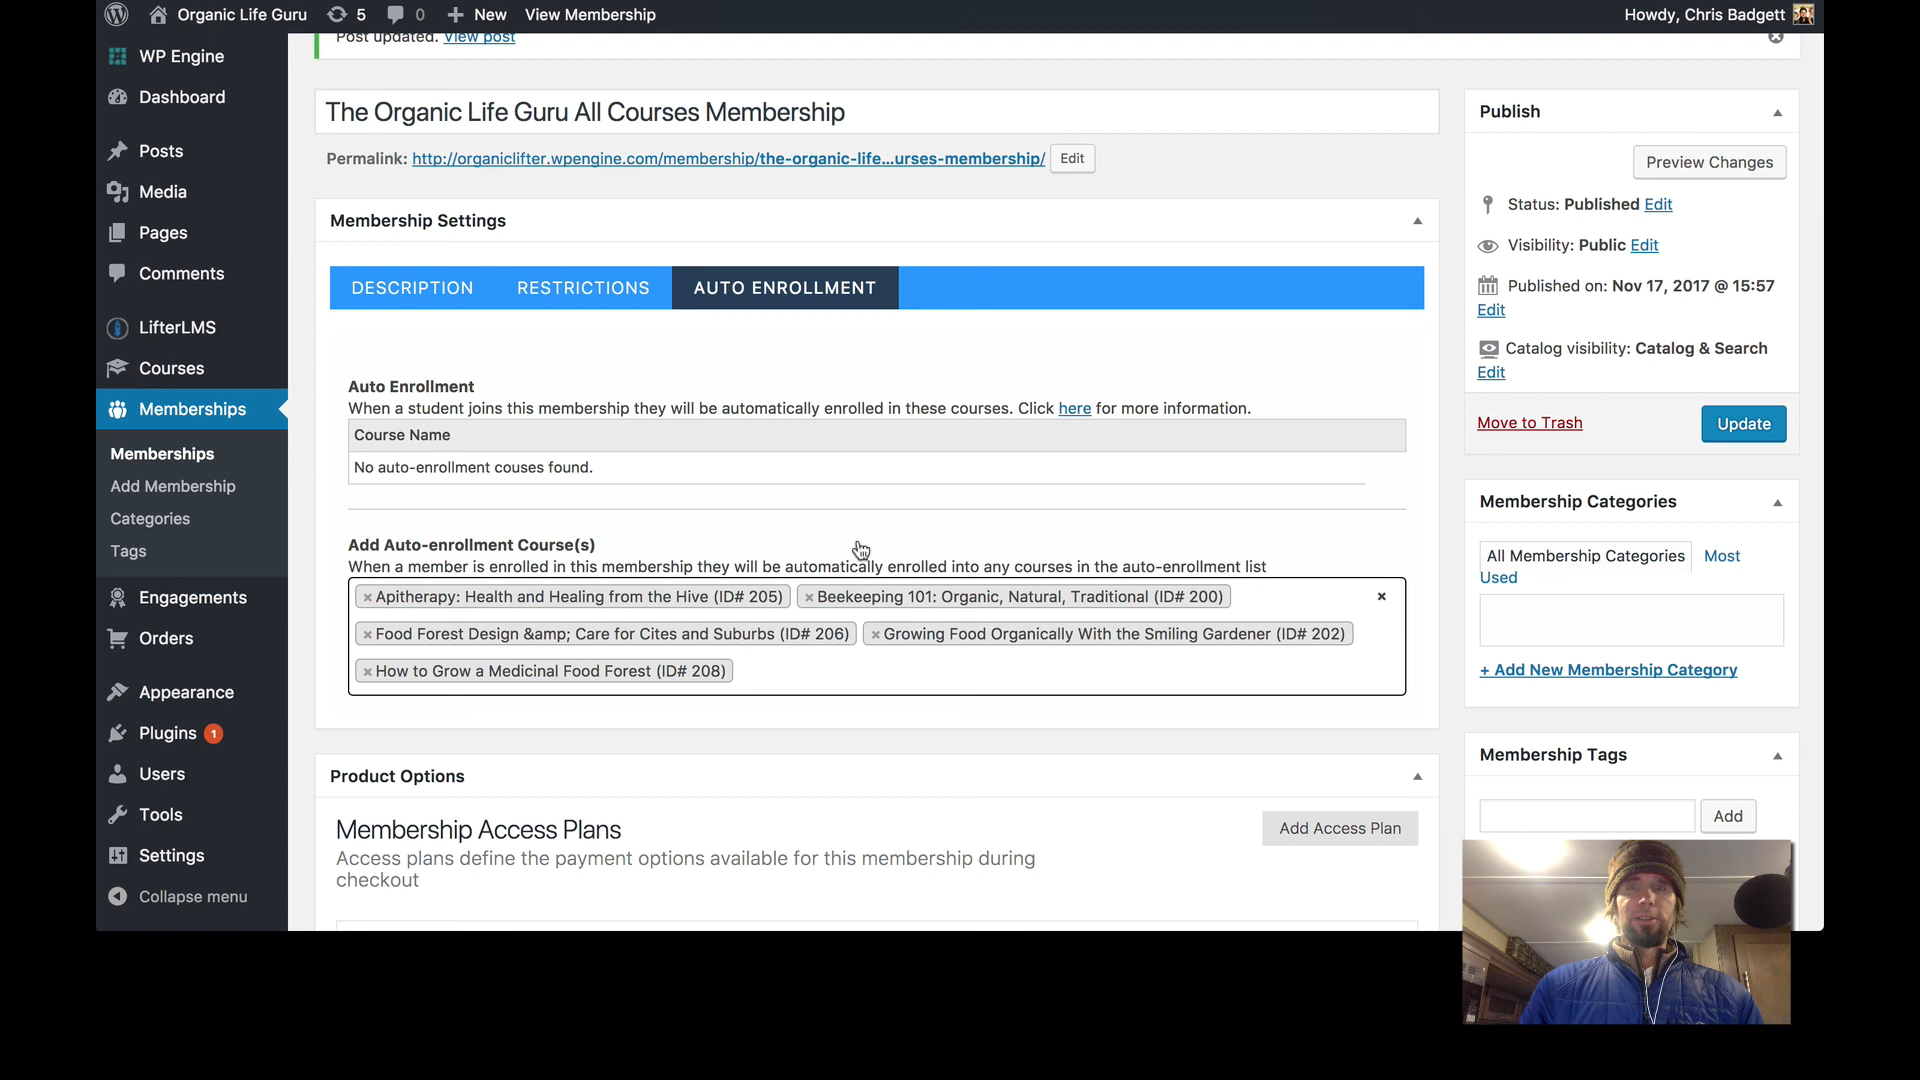 Organic Life Guru 5 0 New View Membership Howdy, Chris Badgett
WP Engine
Dashboard
Posts
Media
Pages
Comments
LifterLMS
Courses
Memberships
Memberships
Add Membership
Categories
Tags
Engagements
Orders
Appearance
Plugins 1
Users
Tools
Settings
Collapse menu
Post updated. View post
The Organic Life Guru All Courses Membership
Permalink: http://organiclifter.wpengine.com/membership/the-organic-life...urses-membership/ Edit
Membership Settings
DESCRIPTION RESTRICTIONS AUTO ENROLLMENT
Auto Enrollment
When a student joins this membership they will be automatically enrolled in these courses. Click here for more information.
Course Name
No auto-enrollment couses found.
Add Auto-enrollment Course(s)
When a member is enrolled in this membership they will be automatically enrolled into any courses in the auto-enrollment list
×Apitherapy: Health and Healing from the Hive (ID# 205) ×Beekeeping 101: Organic, Natural, Traditional (ID# 200) ×
×Food Forest Design &amp; Care for Cites and Suburbs (ID# 206) ×Growing Food Organically With the Smiling Gardener (ID# 202)
×How to Grow a Medicinal Food Forest (ID# 208)
Product Options
Membership Access Plans Add Access Plan
Access plans define the payment options available for this membership during
checkout
Publish
Preview Changes
Status: Published Edit
Visibility: Public Edit
Published on: Nov 17, 2017 @ 15:57
Edit
Catalog visibility: Catalog & Search
Edit
Move to Trash Update
Membership Categories
All Membership Categories Most
Used
+ Add New Membership Category
Membership Tags
Add